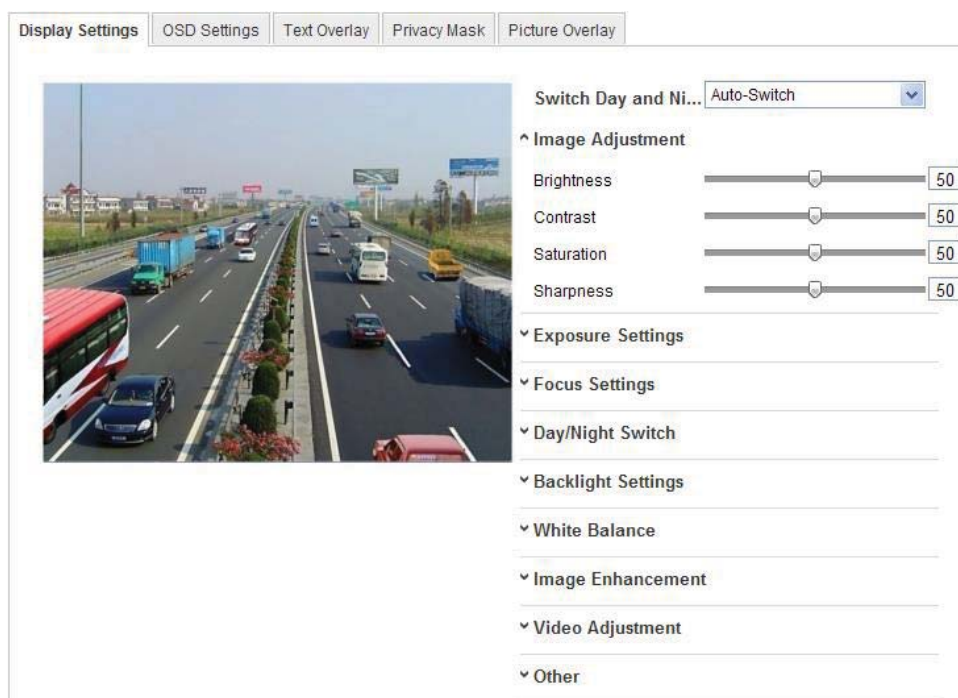 Display Settings
OSD Settings
Text Overlay
Privacy Mask
Picture Overlay
Switch Day and Ni...
Auto-Switch
Image Adjustment
Brightness
50
Contrast
50
Saturation
50
Sharpness
50
Exposure Settings
Focus Settings
Day/Night Switch
Backlight Settings
White Balance
Image Enhancement
Video Adjustment
Other